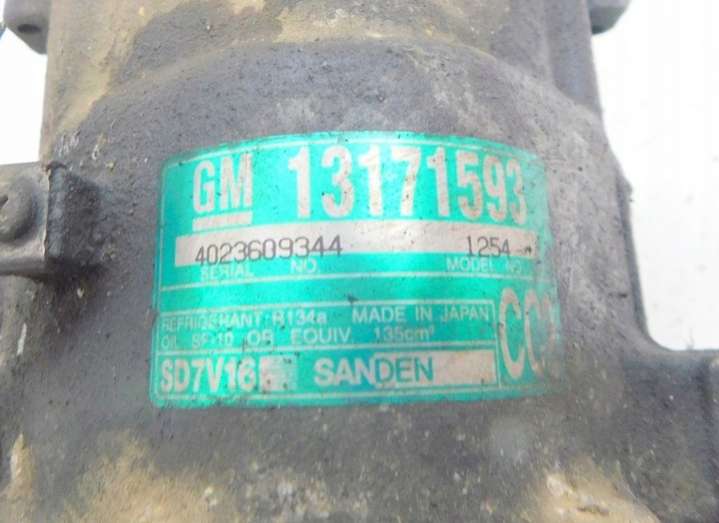 GM 13171593
4023609344 1254
SERIAL NO. MODEL NO.
REFRIGERANT R134a MADE IN JAPAN
OIL SP-10 OR EQUIV. 135cm³
SD7V16 SANDEN